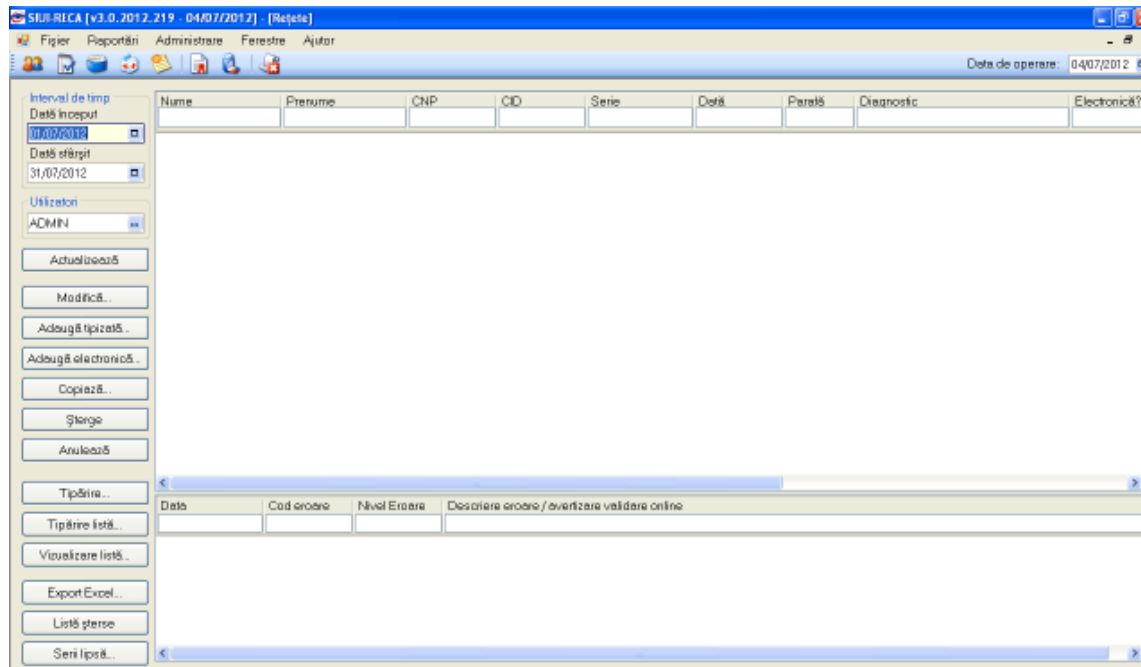 SIUI-RECA [v3.0.2012.219 - 04/07/2012] - [Rețete]
Fișier Raportări Administrare Ferestre Ajutor
Data de operare: 04/07/2012
Interval de timp
Dată început
01/07/2012
Dată sfârșit
31/07/2012
Utilizatori
ADMIN
Actualizează
Modifică...
Adaugă tipizată...
Adaugă electronică...
Copiază...
Șterge
Anulează
Tipărire...
Tipărire listă...
Vizualizare listă...
Export Excel...
Listă șterse
Serii lipsă...
Nume Prenume CNP CID Serie Dată Parafă Diagnostic Electronică?
Data Cod eroare Nivel Eroare Descriere eroare / avertizare validare online